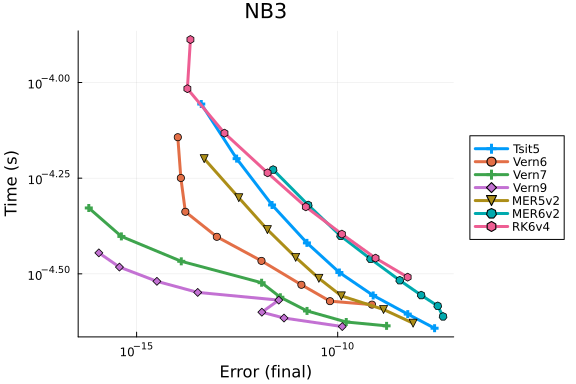 NB3
Time (s)
10^−4.00
10^−4.25
10^−4.50
10^−15
10^−10
Error (final)
Tsit5
Vern6
Vern7
Vern9
MER5v2
MER6v2
RK6v4